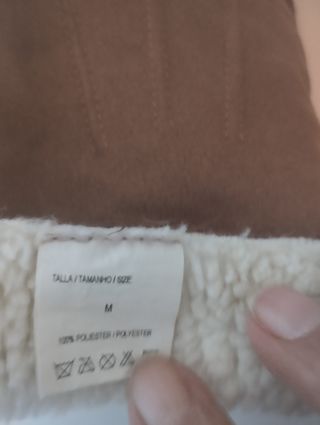 TALLA / TAMANHO / SIZE
M
100% POLIESTER / POLYESTER